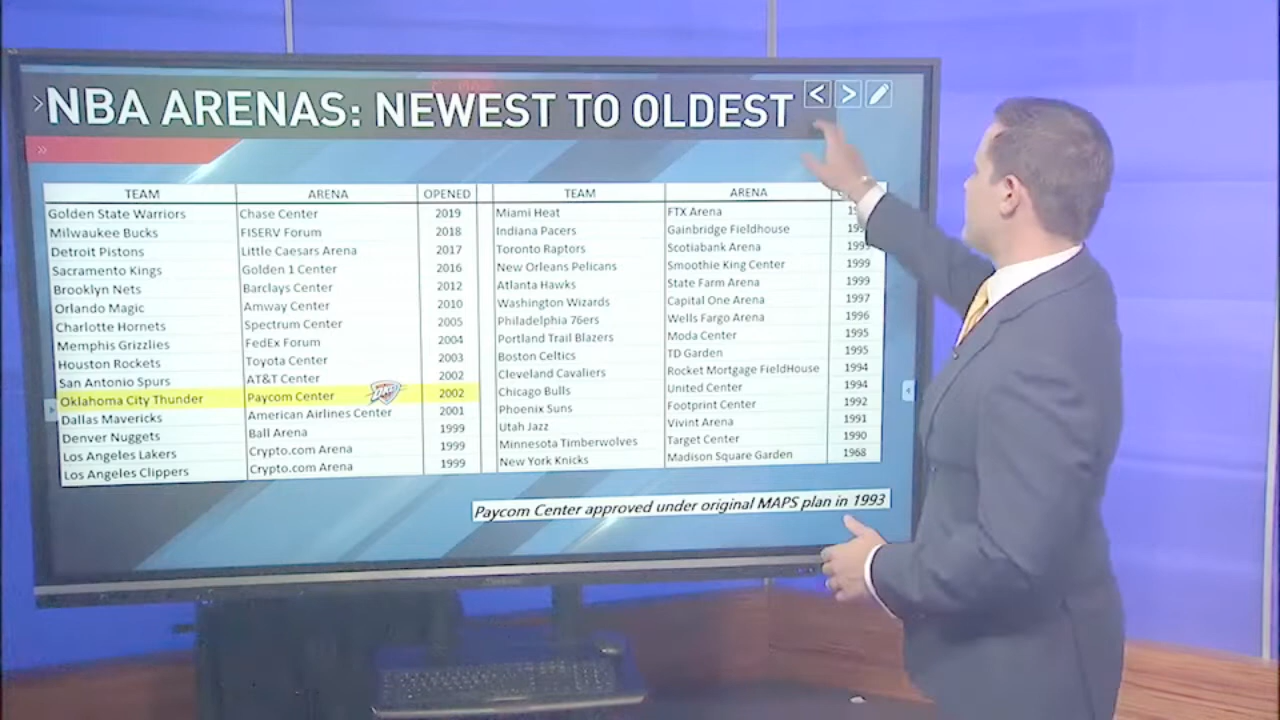 NBA ARENAS: NEWEST TO OLDEST
TEAM ARENA OPENED
Golden State Warriors Chase Center 2019
Milwaukee Bucks FISERV Forum 2018
Detroit Pistons Little Caesars Arena 2017
Sacramento Kings Golden 1 Center 2016
Brooklyn Nets Barclays Center 2012
Orlando Magic Amway Center 2010
Charlotte Hornets Spectrum Center 2005
Memphis Grizzlies FedEx Forum 2004
Houston Rockets Toyota Center 2003
San Antonio Spurs AT&T Center 2002
Oklahoma City Thunder Paycom Center OKC 2002
Dallas Mavericks American Airlines Center 2001
Denver Nuggets Ball Arena 1999
Los Angeles Lakers Crypto.com Arena 1999
Los Angeles Clippers Crypto.com Arena 1999
TEAM ARENA
Miami Heat FTX Arena
Indiana Pacers Gainbridge Fieldhouse
Toronto Raptors Scotiabank Arena 1999
New Orleans Pelicans Smoothie King Center 1999
Atlanta Hawks State Farm Arena 1999
Washington Wizards Capital One Arena 1997
Philadelphia 76ers Wells Fargo Arena 1996
Portland Trail Blazers Moda Center 1995
Boston Celtics TD Garden 1995
Cleveland Cavaliers Rocket Mortgage FieldHouse 1994
Chicago Bulls United Center 1994
Phoenix Suns Footprint Center 1992
Utah Jazz Vivint Arena 1991
Minnesota Timberwolves Target Center 1990
New York Knicks Madison Square Garden 1968
Paycom Center approved under original MAPS plan in 1993